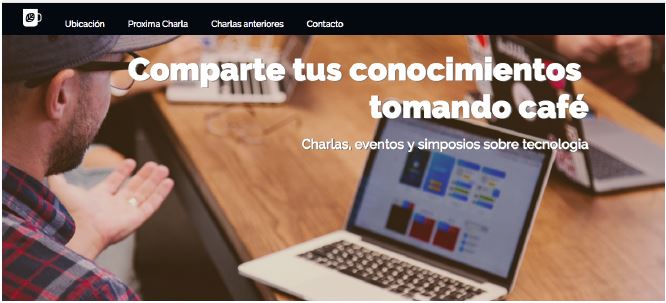 Ubicación
Proxima Charla
Charlas anteriores
Contacto
Comparte tus conocimientos
tomando café
Charlas, eventos y simposios sobre tecnologia